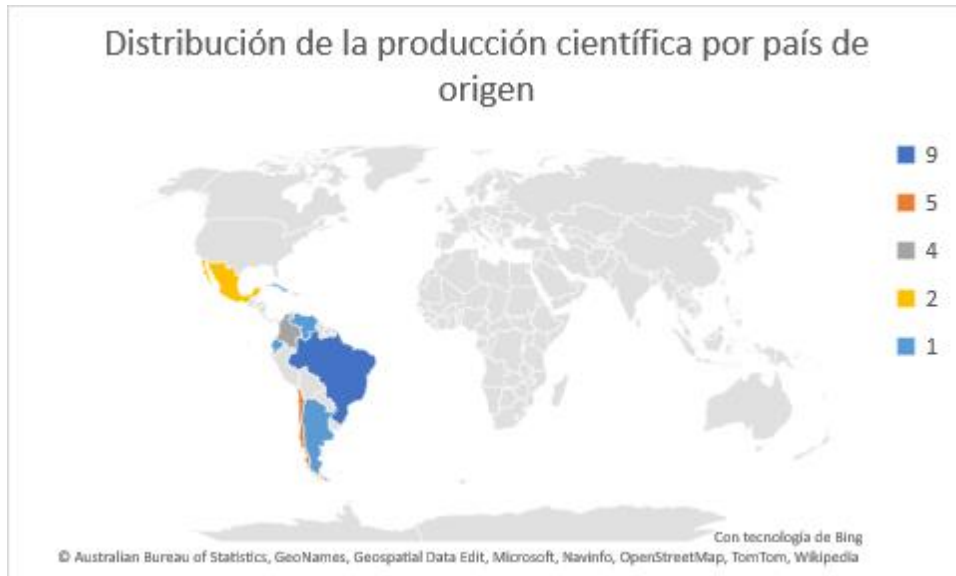 Distribución de la producción científica por país de
origen
9
5
4
2
1
Con tecnología de Bing
© Australian Bureau of Statistics, GeoNames, Geospatial Data Edit, Microsoft, Navinfo, OpenStreetMap, TomTom, Wikipedia